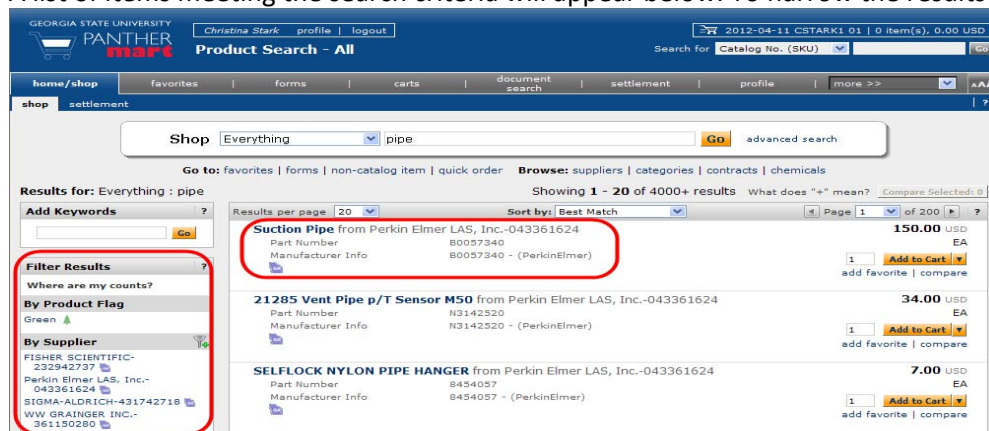 A list of items meeting the search criteria will appear below. To narrow the results
GEORGIA STATE UNIVERSITY
PANTHER
mart
Christina Stark profile | logout
2012-04-11 CSTARK1 01 | 0 item(s), 0.00 USD
Product Search - All
Search for Catalog No. (SKU) Go
home/shop favorites | forms | carts | document search | settlement | profile | more >>
shop settlement
Shop Everything pipe Go advanced search
Go to: favorites | forms | non-catalog item | quick order Browse: suppliers | categories | contracts | chemicals
Results for: Everything : pipe
Showing 1 - 20 of 4000+ results What does "+" mean? Compare Selected: 0
Add Keywords ?
Go
Filter Results ?
Where are my counts?
By Product Flag
Green
By Supplier
FISHER SCIENTIFIC-
232942737
Perkin Elmer LAS, Inc.-
043361624
SIGMA-ALDRICH-431742718
WW GRAINGER INC.-
361150280
Results per page 20 Sort by: Best Match Page 1 of 200 ?
Suction Pipe from Perkin Elmer LAS, Inc.-043361624 150.00 USD
Part Number B0057340 EA
Manufacturer Info B0057340 - (PerkinElmer)
1 Add to Cart
add favorite | compare
21285 Vent Pipe p/T Sensor M50 from Perkin Elmer LAS, Inc.-043361624 34.00 USD
Part Number N3142520 EA
Manufacturer Info N3142520 - (PerkinElmer)
1 Add to Cart
add favorite | compare
SELFLOCK NYLON PIPE HANGER from Perkin Elmer LAS, Inc.-043361624 7.00 USD
Part Number 8454057 EA
Manufacturer Info 8454057 - (PerkinElmer)
1 Add to Cart
add favorite | compare